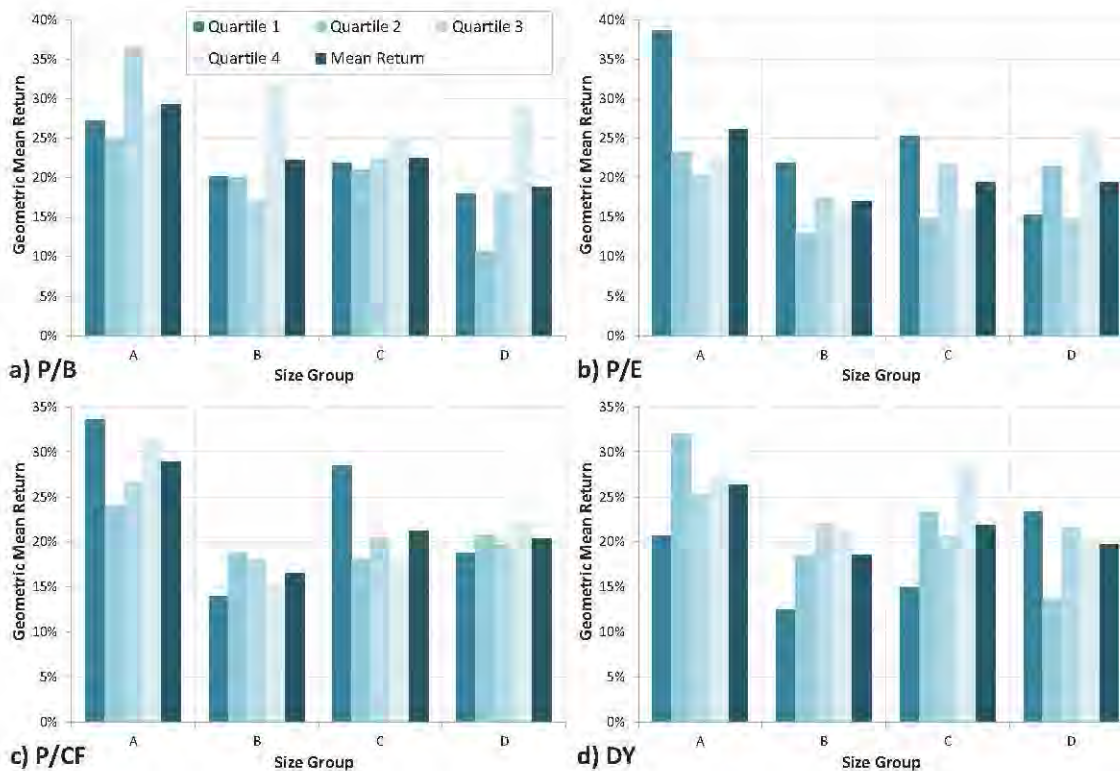 Quartile 1 Quartile 2 Quartile 3
Quartile 4 Mean Return
Geometric Mean Return
40%
35%
30%
25%
20%
15%
10%
5%
0%
A B C D
Size Group
a) P/B
Geometric Mean Return
40%
35%
30%
25%
20%
15%
10%
5%
0%
A B C D
Size Group
b) P/E
Geometric Mean Return
35%
30%
25%
20%
15%
10%
5%
0%
A B C D
Size Group
c) P/CF
Geometric Mean Return
35%
30%
25%
20%
15%
10%
5%
0%
A B C D
Size Group
d) DY